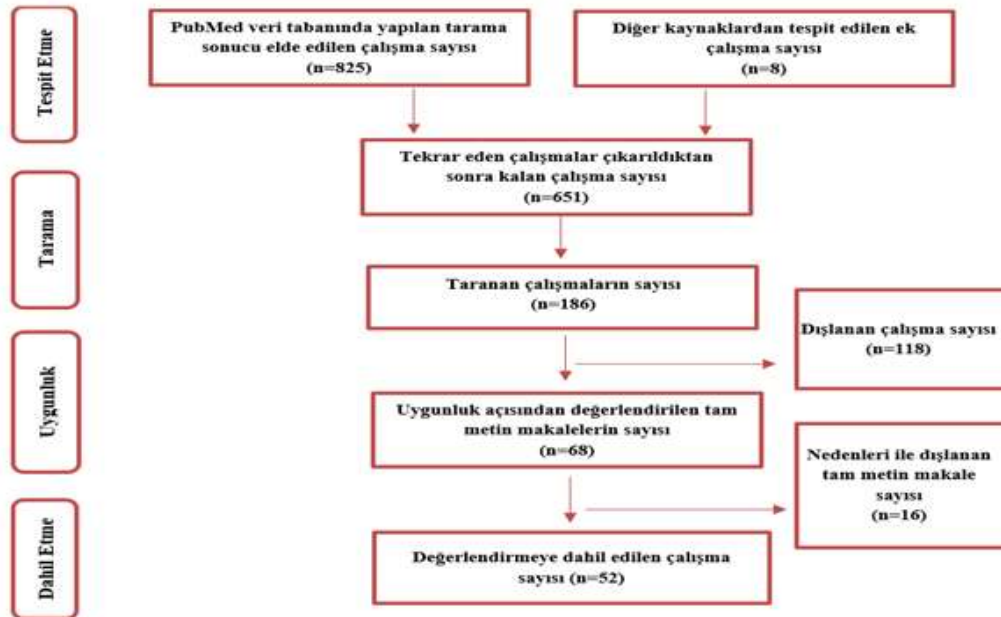 Tespit Etme
PubMed veri tabanında yapılan tarama
sonucu elde edilen çalışma sayısı
(n=825)
Diğer kaynaklardan tespit edilen ek
çalışma sayısı
(n=8)
Tarama
Tekrar eden çalışmalar çıkarıldıktan
sonra kalan çalışma sayısı
(n=651)
Taranan çalışmaların sayısı
(n=186)
Dışlanan çalışma sayısı
(n=118)
Uygunluk
Uygunluk açısından değerlendirilen tam
metin makalelerin sayısı
(n=68)
Nedenleri ile dışlanan
tam metin makale
sayısı
(n=16)
Dahil Etme
Değerlendirmeye dahil edilen çalışma
sayısı (n=52)